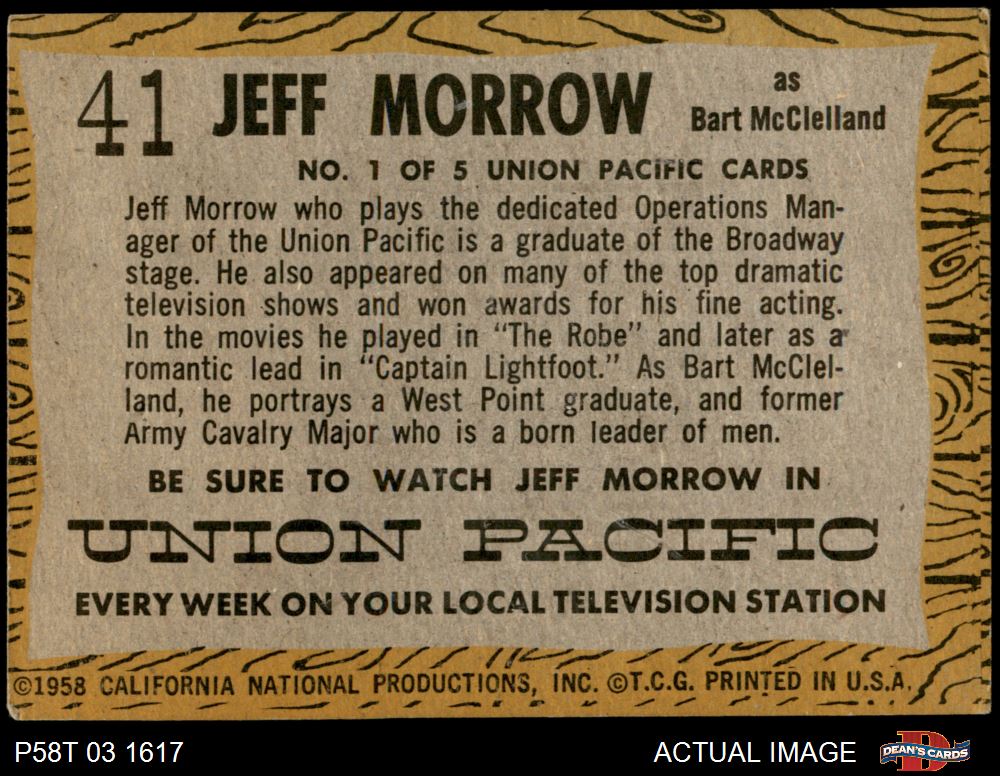 41 JEFF MORROW as
Bart McClelland
NO. 1 OF 5 UNION PACIFIC CARDS
Jeff Morrow who plays the dedicated Operations Man-
ager of the Union Pacific is a graduate of the Broadway
stage. He also appeared on many of the top dramatic
television shows and won awards for his fine acting.
In the movies he played in “The Robe” and later as a
romantic lead in “Captain Lightfoot.” As Bart McClel-
land, he portrays a West Point graduate, and former
Army Cavalry Major who is a born leader of men.
BE SURE TO WATCH JEFF MORROW IN
UNION PACIFIC
EVERY WEEK ON YOUR LOCAL TELEVISION STATION
©1958 CALIFORNIA NATIONAL PRODUCTIONS, INC. ©T.C.G. PRINTED IN U.S.A.
P58T 03 1617 ACTUAL IMAGE DEAN'S CARDS